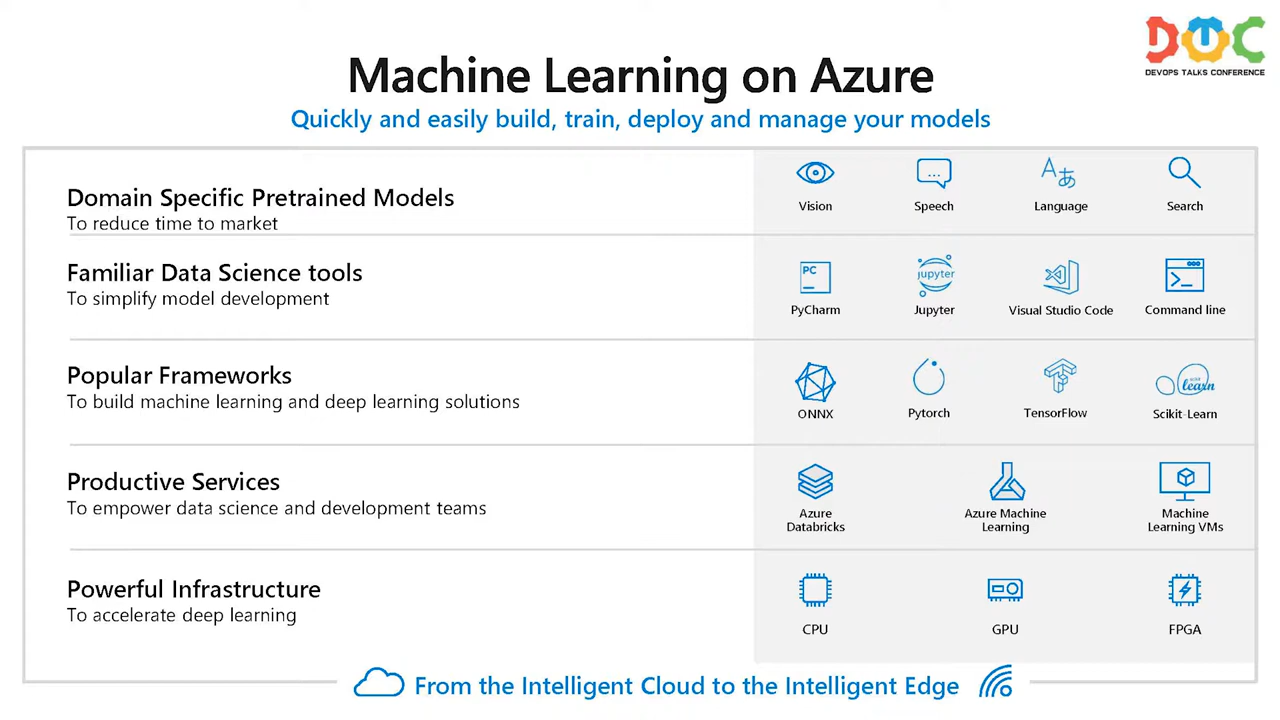 DEVOPS TALKS CONFERENCE
Machine Learning on Azure
Quickly and easily build, train, deploy and manage your models
Domain Specific Pretrained Models
To reduce time to market
Vision
Speech
Language
Search
Familiar Data Science tools
To simplify model development
PC
PyCharm
Jupyter
Jupyter
Visual Studio Code
Command line
Popular Frameworks
To build machine learning and deep learning solutions
ONNX
Pytorch
TensorFlow
learn
Scikit-Learn
Productive Services
To empower data science and development teams
Azure
Databricks
Azure Machine
Learning
Machine
Learning VMs
Powerful Infrastructure
To accelerate deep learning
CPU
GPU
FPGA
From the Intelligent Cloud to the Intelligent Edge